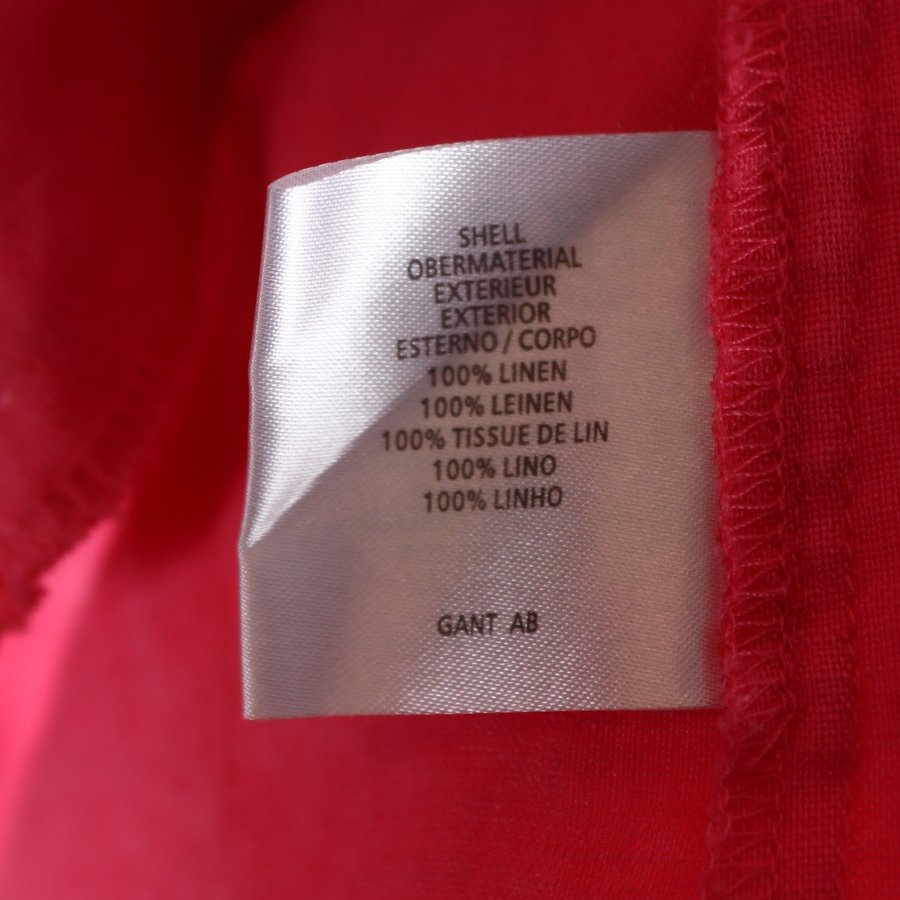 SHELL
OBERMATERIAL
EXTERIEUR
EXTERIOR
ESTERNO / CORPO
100% LINEN
100% LEINEN
100% TISSUE DE LIN
100% LINO
100% LINHO
GANT AB